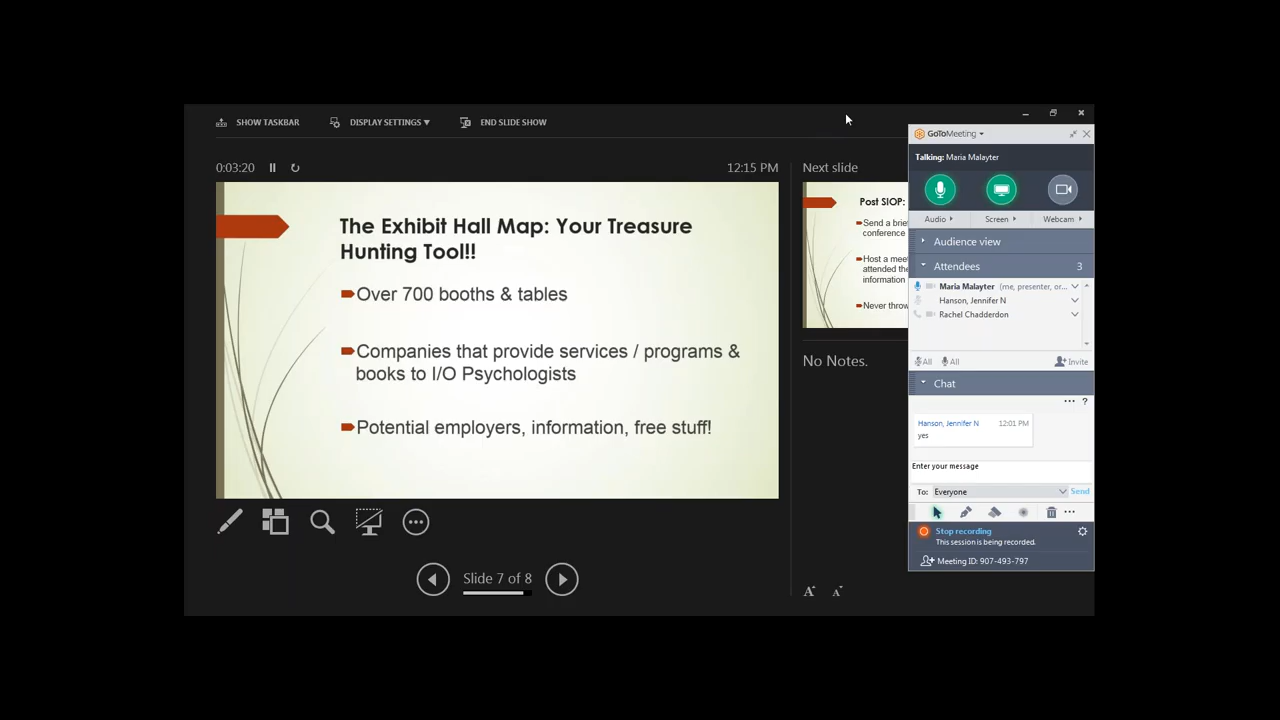 SHOW TASKBAR
DISPLAY SETTINGS ▼
END SLIDE SHOW
0:03:20
12:15 PM
The Exhibit Hall Map: Your Treasure
Hunting Tool!!
Over 700 booths & tables
Companies that provide services / programs &
books to I/O Psychologists
Potential employers, information, free stuff!
Slide 7 of 8
Next slide
Post SIOP:
Send a brie
conference
Host a mee
attended the
information
Never throw
No Notes.
A A
GoToMeeting
Talking: Maria Malayter
Audio Screen Webcam
Audience view
Attendees 3
Maria Malayter (me, presenter, or...
Hanson, Jennifer N
Rachel Chadderdon
All All Invite
Chat
... ?
Hanson, Jennifer N 12:01 PM
yes
Enter your message
To: Everyone Send
Stop recording
This session is being recorded.
Meeting ID: 907-493-797